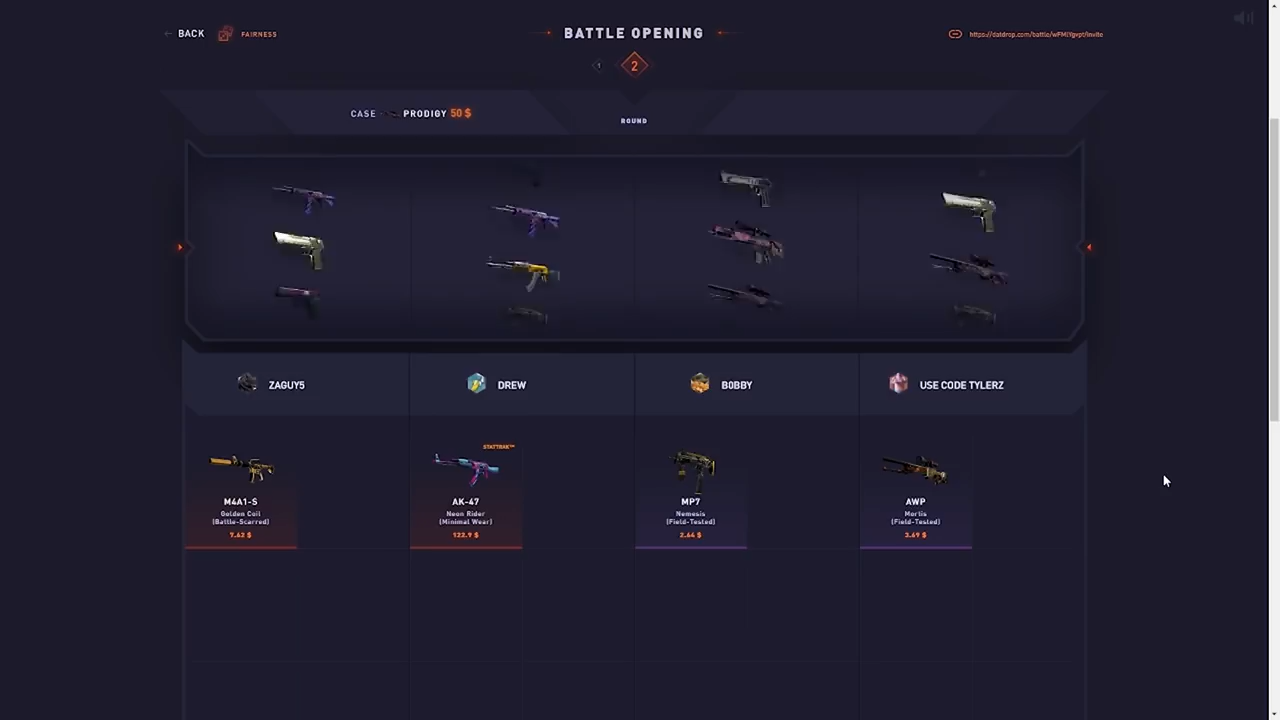 BACK
FAIRNESS
BATTLE OPENING
1
2
CASE PRODIGY 50 $
ROUND
ZAGUY5
DREW
B0BBY
USE CODE TYLERZ
M4A1-S
Golden Coil
(Battle-Scarred)
7.62 $
STATTRAK™
AK-47
Neon Rider
(Minimal Wear)
122.9 $
MP7
Nemesis
(Field-Tested)
2.64 $
AWP
Mortis
(Field-Tested)
3.69 $